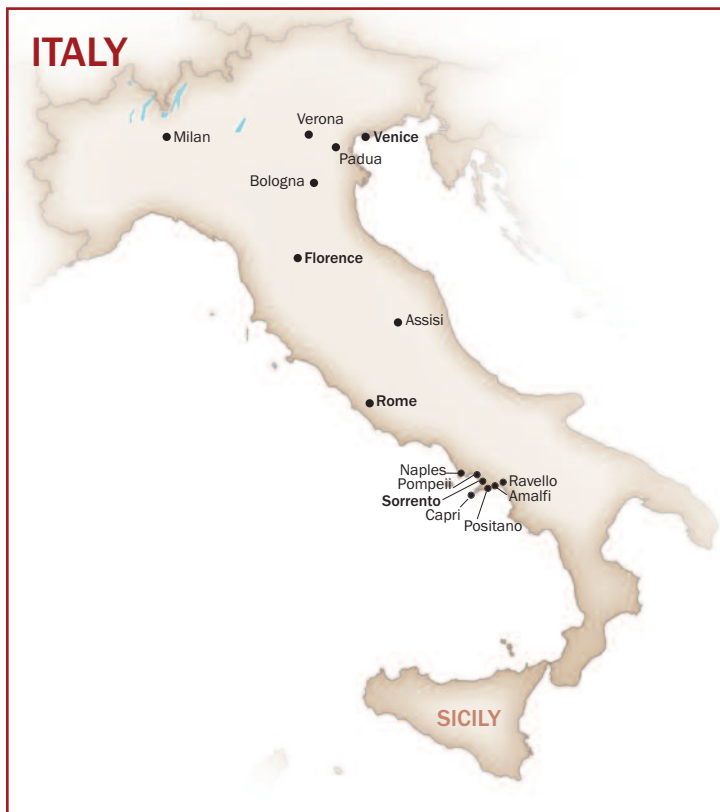 ITALY
Verona
Milan
Venice
Padua
Bologna
Florence
Assisi
Rome
Naples
Pompeii
Ravello
Amalfi
Sorrento
Capri
Positano
SICILY